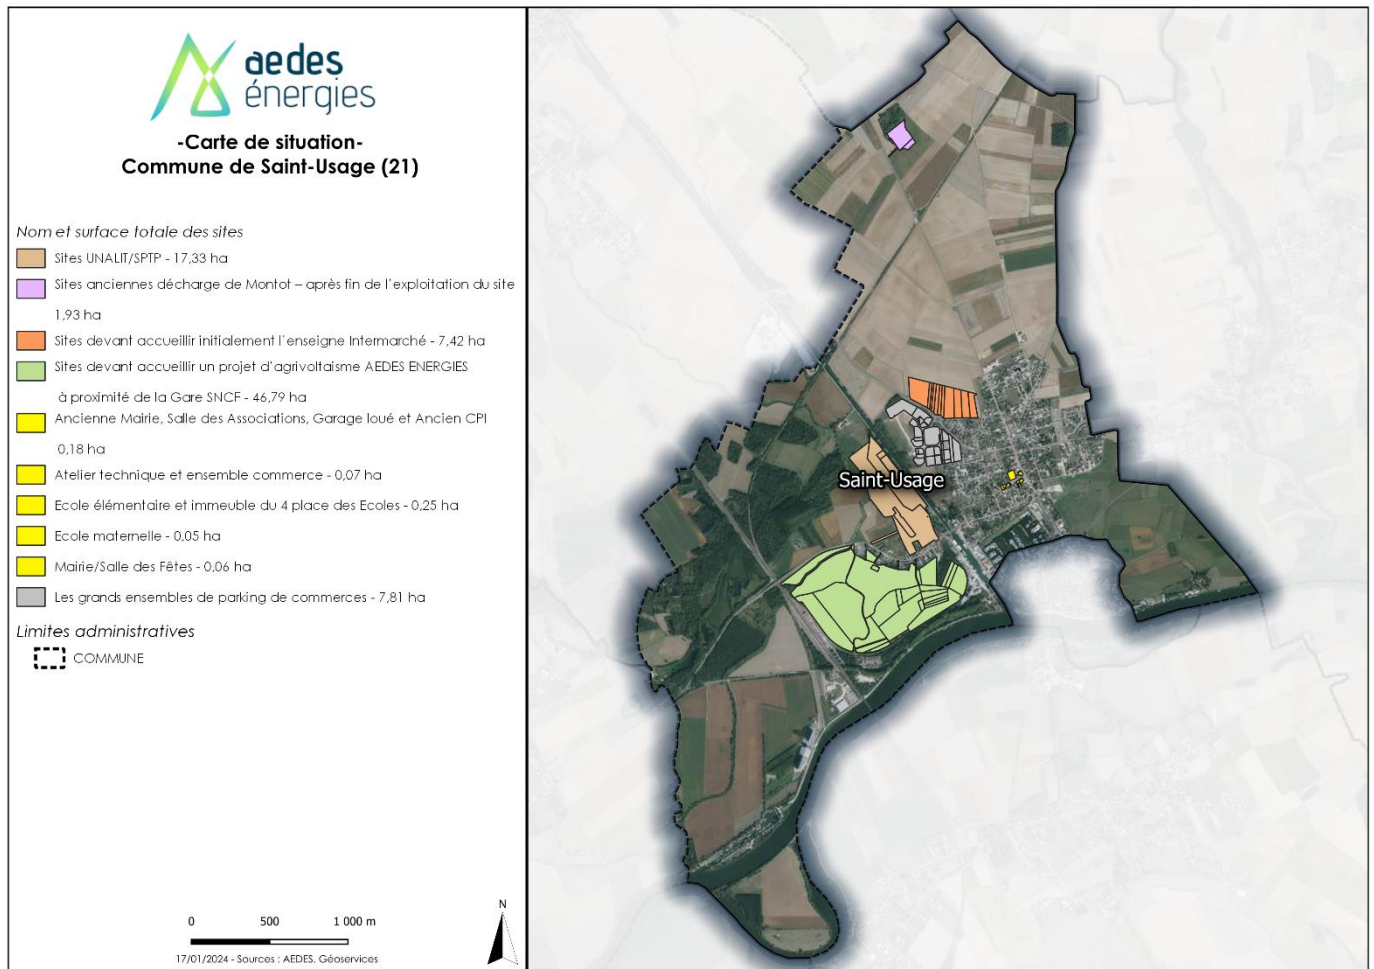 aedes
énergies
-Carte de situation-
Commune de Saint-Usage (21)
Nom et surface totale des sites
Sites UNALIT/SPTP - 17,33 ha
Sites anciennes décharge de Montot – après fin de l'exploitation du site
1,93 ha
Sites devant accueillir initialement l'enseigne Intermarché - 7,42 ha
Sites devant accueillir un projet d'agrivoltaisme AEDES ENERGIES
à proximité de la Gare SNCF - 46,79 ha
Ancienne Mairie, Salle des Associations, Garage loué et Ancien CPI
0,18 ha
Atelier technique et ensemble commerce - 0,07 ha
Ecole élémentaire et immeuble du 4 place des Ecoles - 0,25 ha
Ecole maternelle - 0,05 ha
Mairie/Salle des Fêtes - 0,06 ha
Les grands ensembles de parking de commerces - 7,81 ha
Limites administratives
COMMUNE
0 500 1 000 m
17/01/2024 - Sources : AEDES, Géoservices
N
Saint-Usage